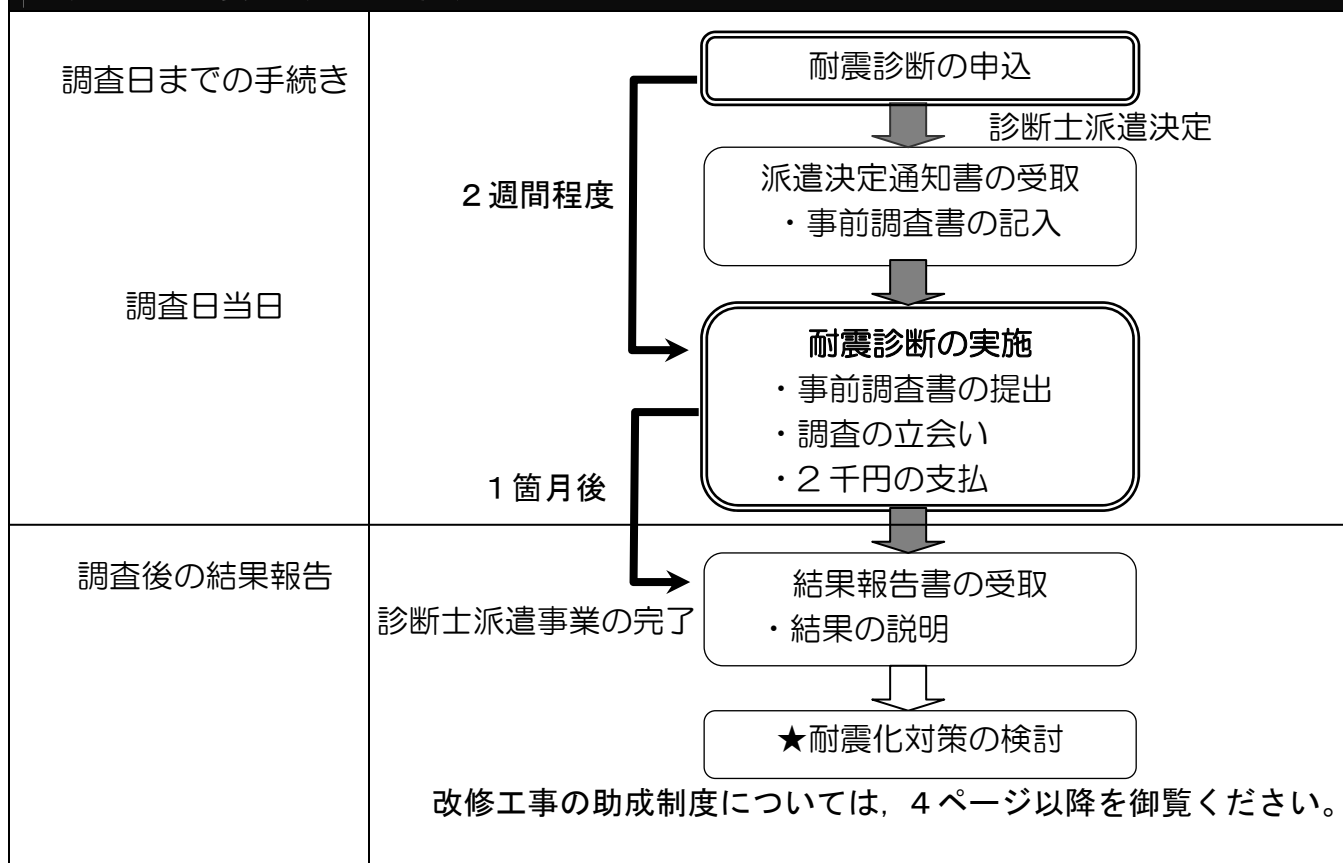 調査日までの手続き
耐震診断の申込
診断士派遣決定
派遣決定通知書の受取
・事前調査書の記入
２週間程度
調査日当日
耐震診断の実施
・事前調査書の提出
・調査の立会い
・２千円の支払
１箇月後
調査後の結果報告
結果報告書の受取
・結果の説明
診断士派遣事業の完了
★耐震化対策の検討
改修工事の助成制度については，４ページ以降を御覧ください。